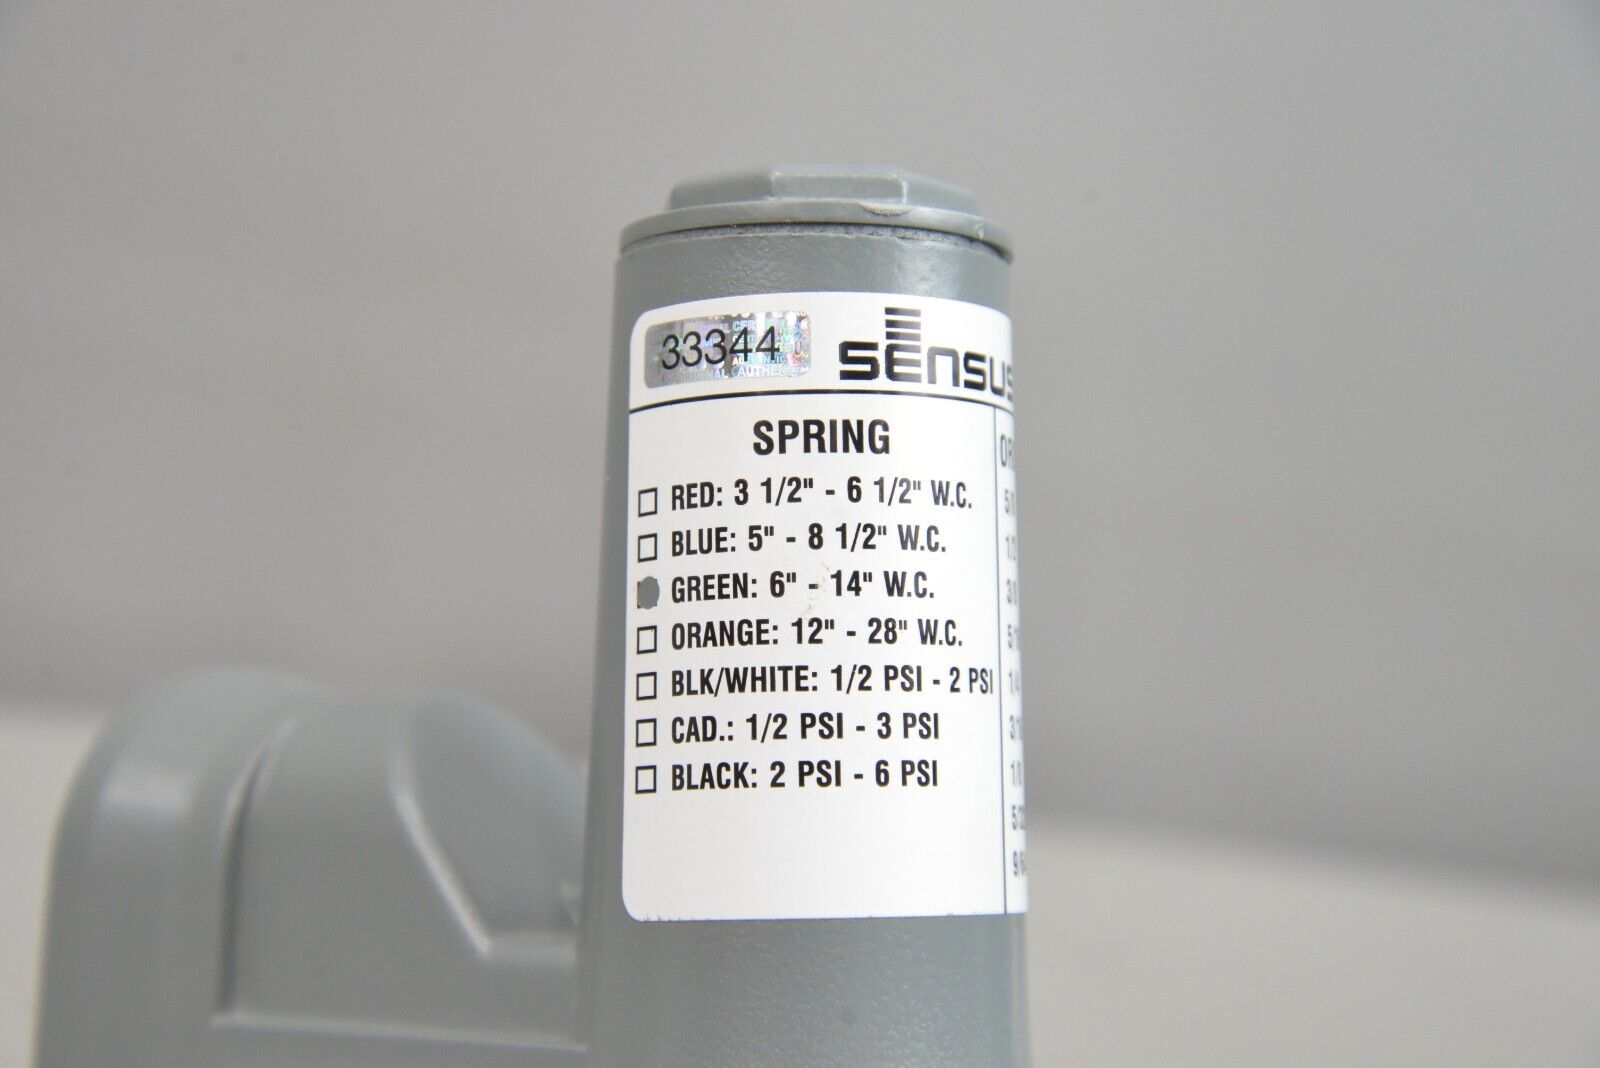 33344
sensus
SPRING
RED: 3 1/2" - 6 1/2" W.C.
BLUE: 5" - 8 1/2" W.C.
GREEN: 6" - 14" W.C.
ORANGE: 12" - 28" W.C.
BLK/WHITE: 1/2 PSI - 2 PSI
CAD.: 1/2 PSI - 3 PSI
BLACK: 2 PSI - 6 PSI